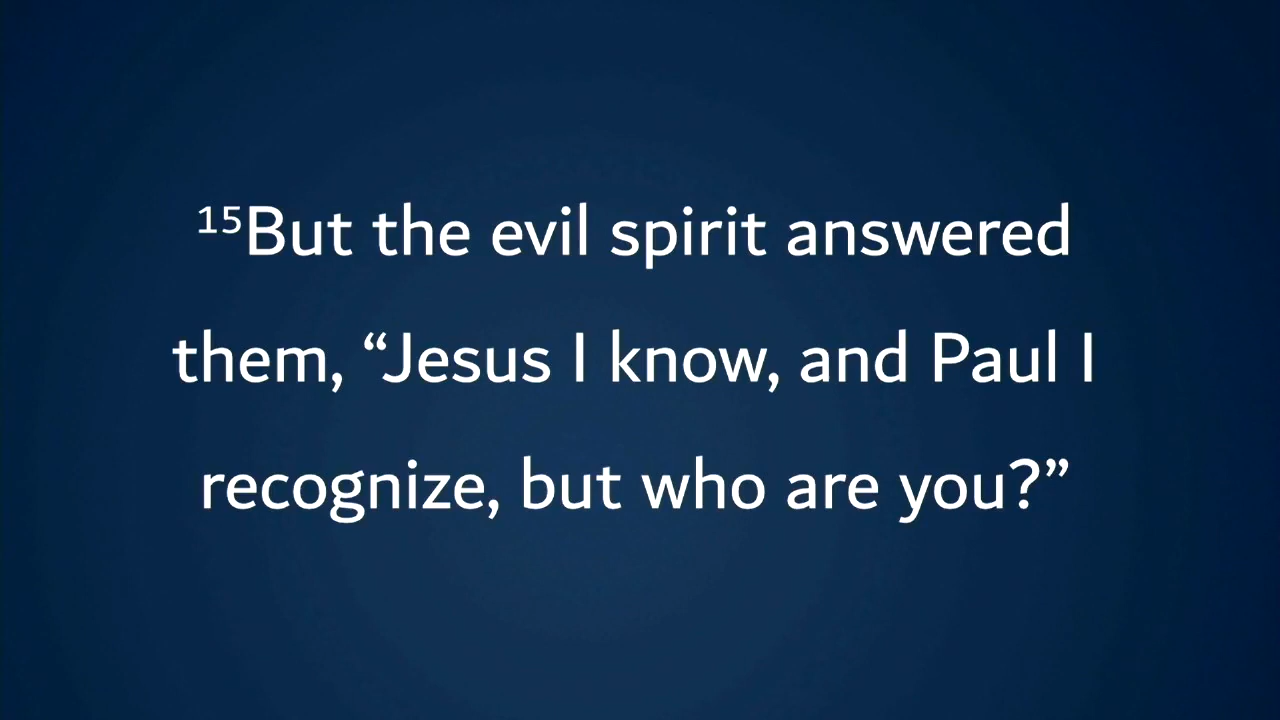 ¹⁵But the evil spirit answered
them, “Jesus I know, and Paul I
recognize, but who are you?”